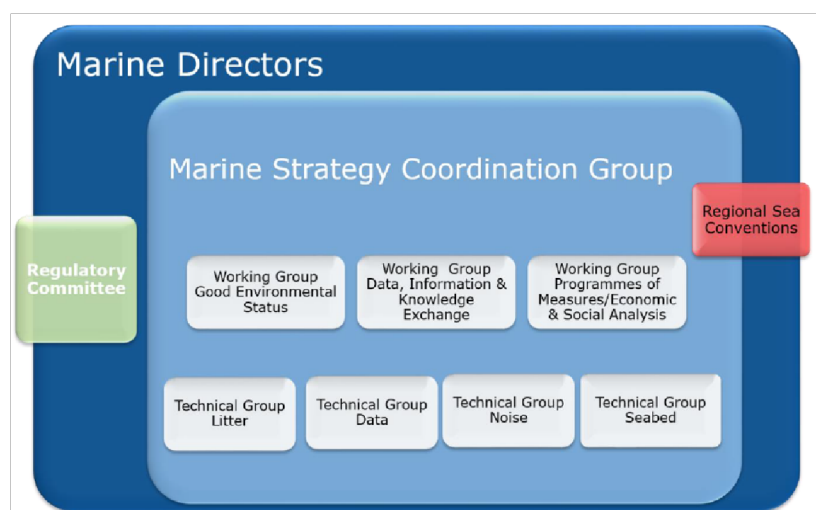 Marine Directors
Marine Strategy Coordination Group
Regional Sea
Conventions
Regulatory
Committee
Working Group
Good Environmental
Status
Working Group
Data, Information &
Knowledge
Exchange
Working Group
Programmes of
Measures/Economic
& Social Analysis
Technical Group
Litter
Technical Group
Data
Technical Group
Noise
Technical Group
Seabed